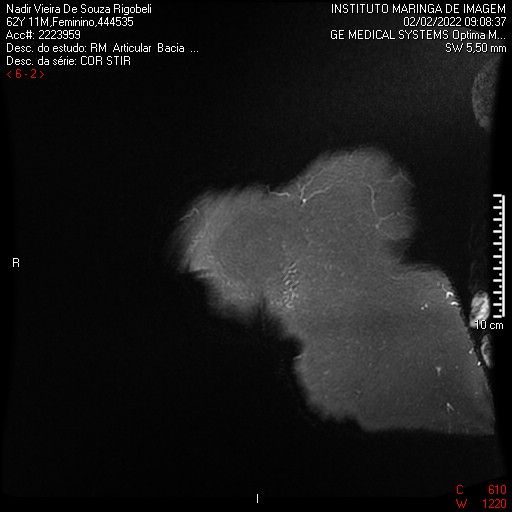 Nadir Vieira De Souza Rigobeli
62Y 11M,Feminino,444535
Acc#: 2223959
Desc. do estudo: RM Articular Bacia ...
Desc. da série: COR STIR
< 6 - 2 >
INSTITUTO MARINGA DE IMAGEM
02/02/2022 09:08:37
GE MEDICAL SYSTEMS Optima M...
SW 5,50 mm
R
10 cm
I
C 610
W 1220